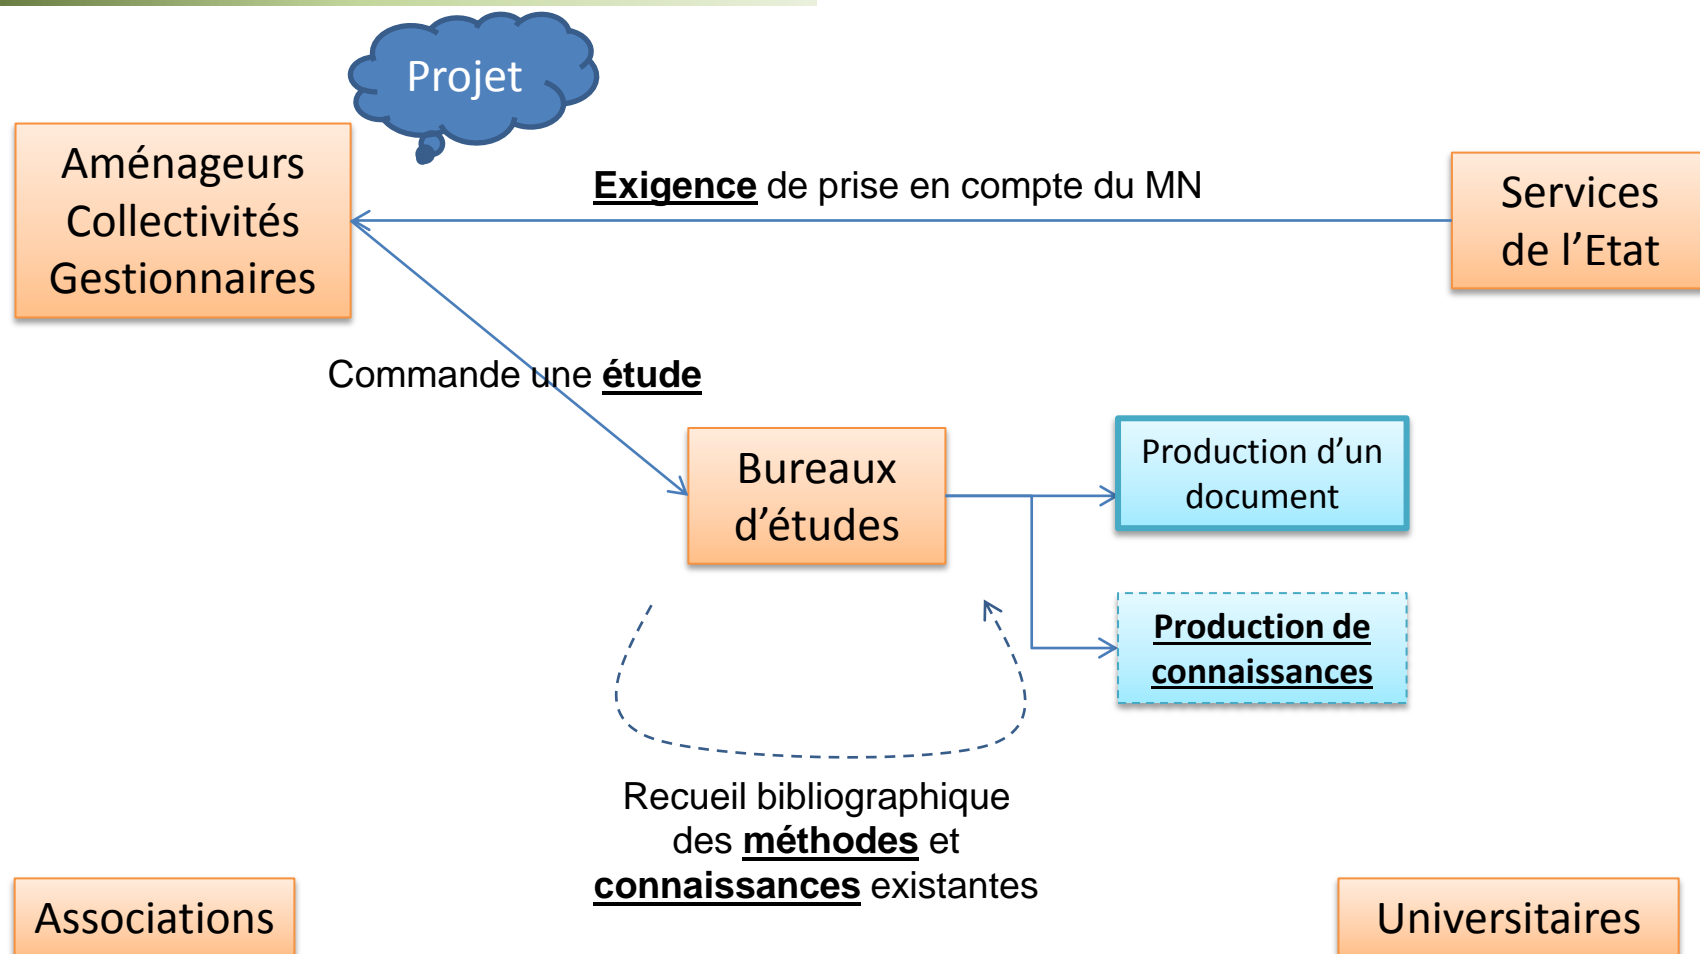 Projet
Aménageurs
Collectivités
Gestionnaires
Exigence de prise en compte du MN
Services
de l’Etat
Commande une étude
Bureaux
d’études
Production d’un
document
Production de
connaissances
Recueil bibliographique
des méthodes et
connaissances existantes
Associations
Universitaires